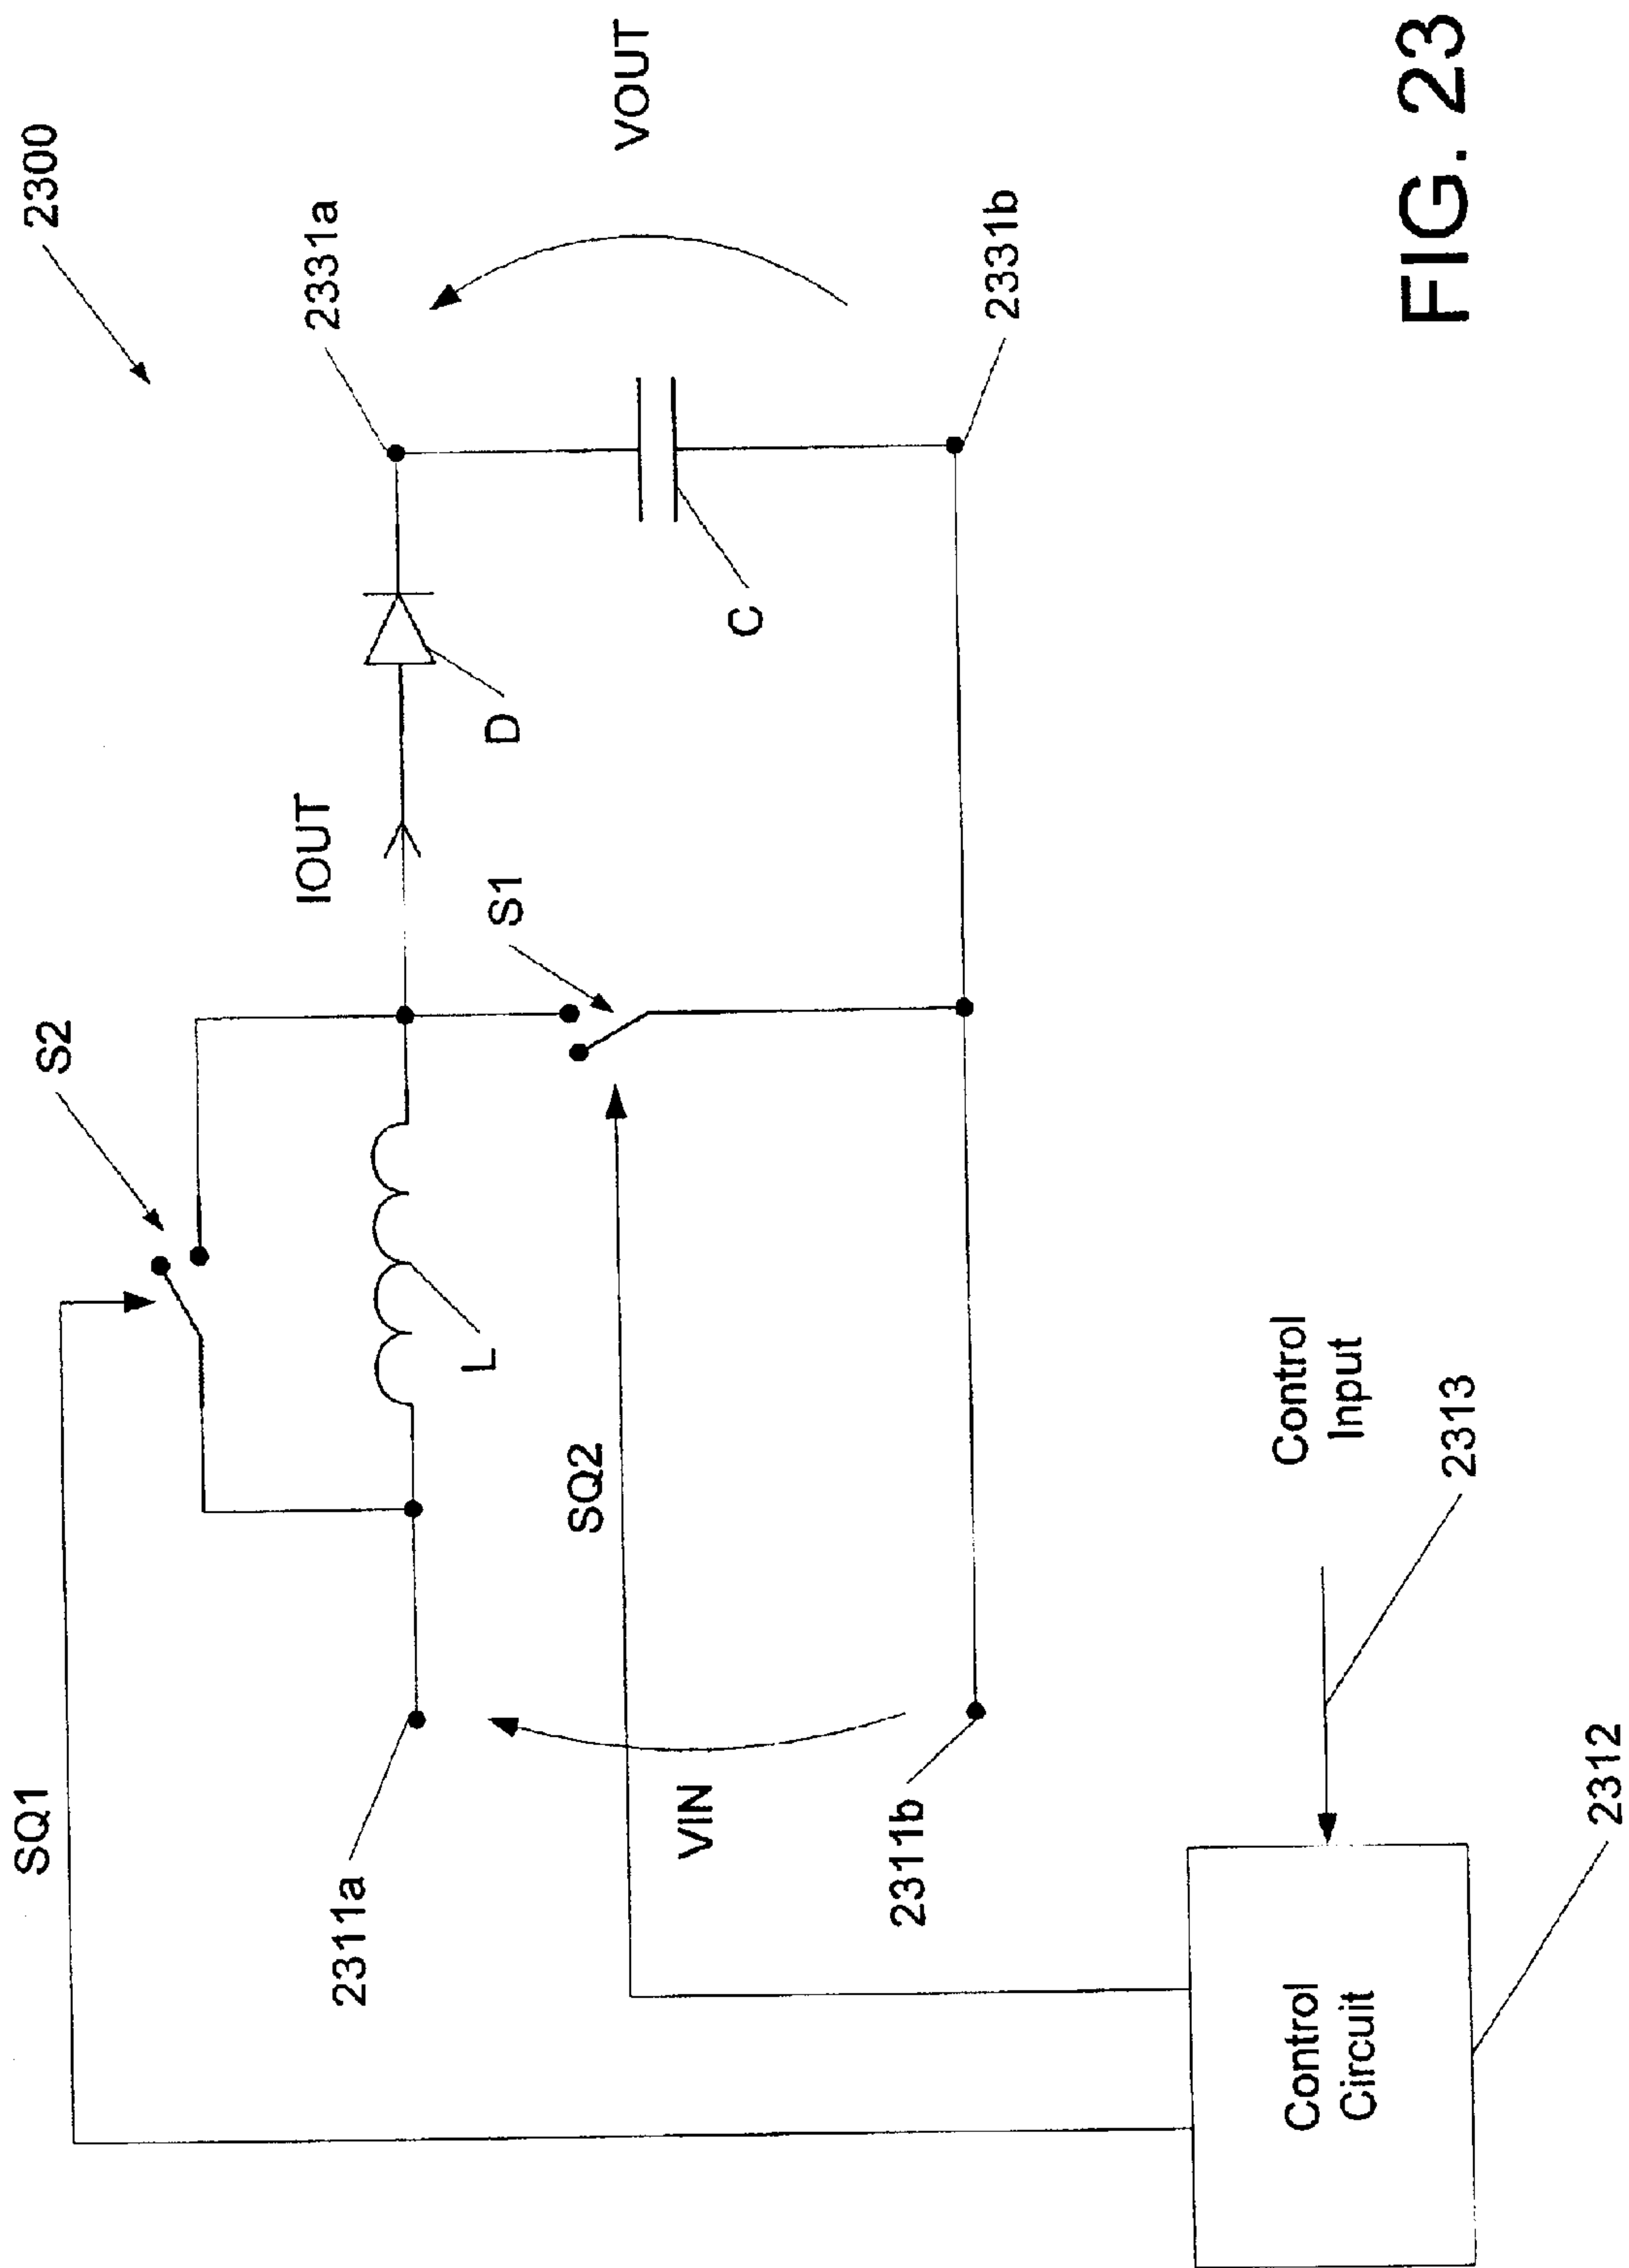 2300
SQ1
S2
IOUT
2331a
VOUT
2311a
L
S1
D
SQ2
C
VIN
2311b
2331b
Control
Input
2313
Control
Circuit
2312
FIG. 23